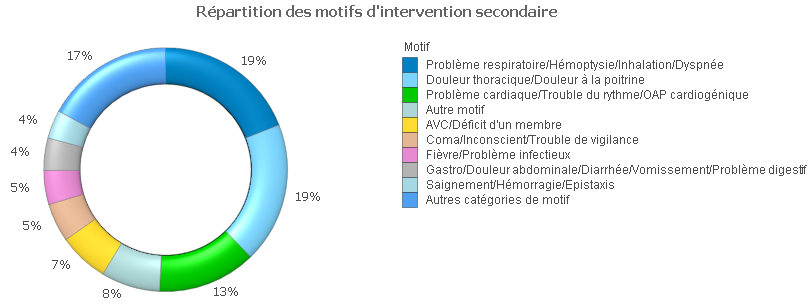 Répartition des motifs d'intervention secondaire
Motif
Problème respiratoire/Hémoptysie/Inhalation/Dyspnée
Douleur thoracique/Douleur à la poitrine
Problème cardiaque/Trouble du rythme/OAP cardiogénique
Autre motif
AVC/Déficit d'un membre
Coma/Inconscient/Trouble de vigilance
Fièvre/Problème infectieux
Gastro/Douleur abdominale/Diarrhée/Vomissement/Problème digestif
Saignement/Hémorragie/Epistaxis
Autres catégories de motif
19%
19%
13%
8%
7%
5%
5%
4%
4%
17%